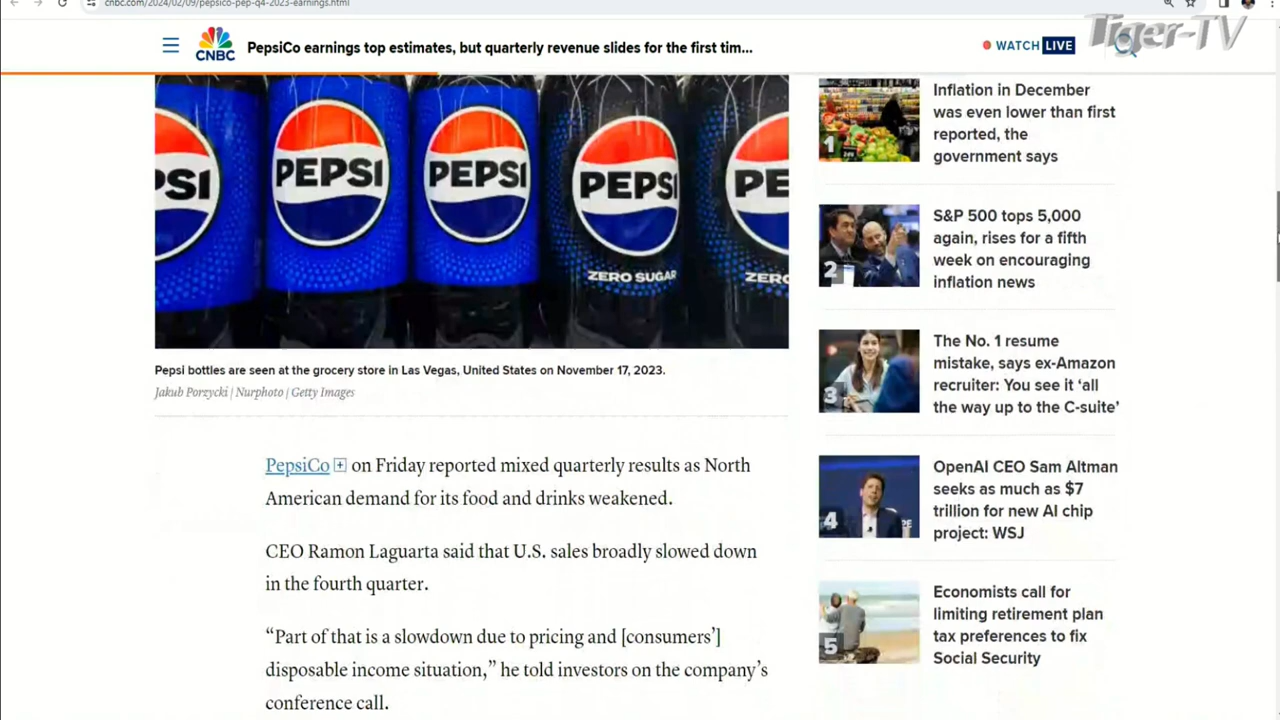 cnbc.com/2024/02/09/pepsico-pep-q4-2023-earnings.html
Tiger-TV
CNBC
PepsiCo earnings top estimates, but quarterly revenue slides for the first tim...
WATCH LIVE
PSI
PEPSI
PEPSI
PEPSI
PE
ZERO SUGAR
ZERO
Pepsi bottles are seen at the grocery store in Las Vegas, United States on November 17, 2023.
Jakub Porzycki | Nurphoto | Getty Images
PepsiCo + on Friday reported mixed quarterly results as North
American demand for its food and drinks weakened.
CEO Ramon Laguarta said that U.S. sales broadly slowed down
in the fourth quarter.
“Part of that is a slowdown due to pricing and [consumers’]
disposable income situation,” he told investors on the company’s
conference call.
1
Inflation in December
was even lower than first
reported, the
government says
2
S&P 500 tops 5,000
again, rises for a fifth
week on encouraging
inflation news
3
The No. 1 resume
mistake, says ex-Amazon
recruiter: You see it ‘all
the way up to the C-suite’
4
OpenAI CEO Sam Altman
seeks as much as $7
trillion for new AI chip
project: WSJ
5
Economists call for
limiting retirement plan
tax preferences to fix
Social Security